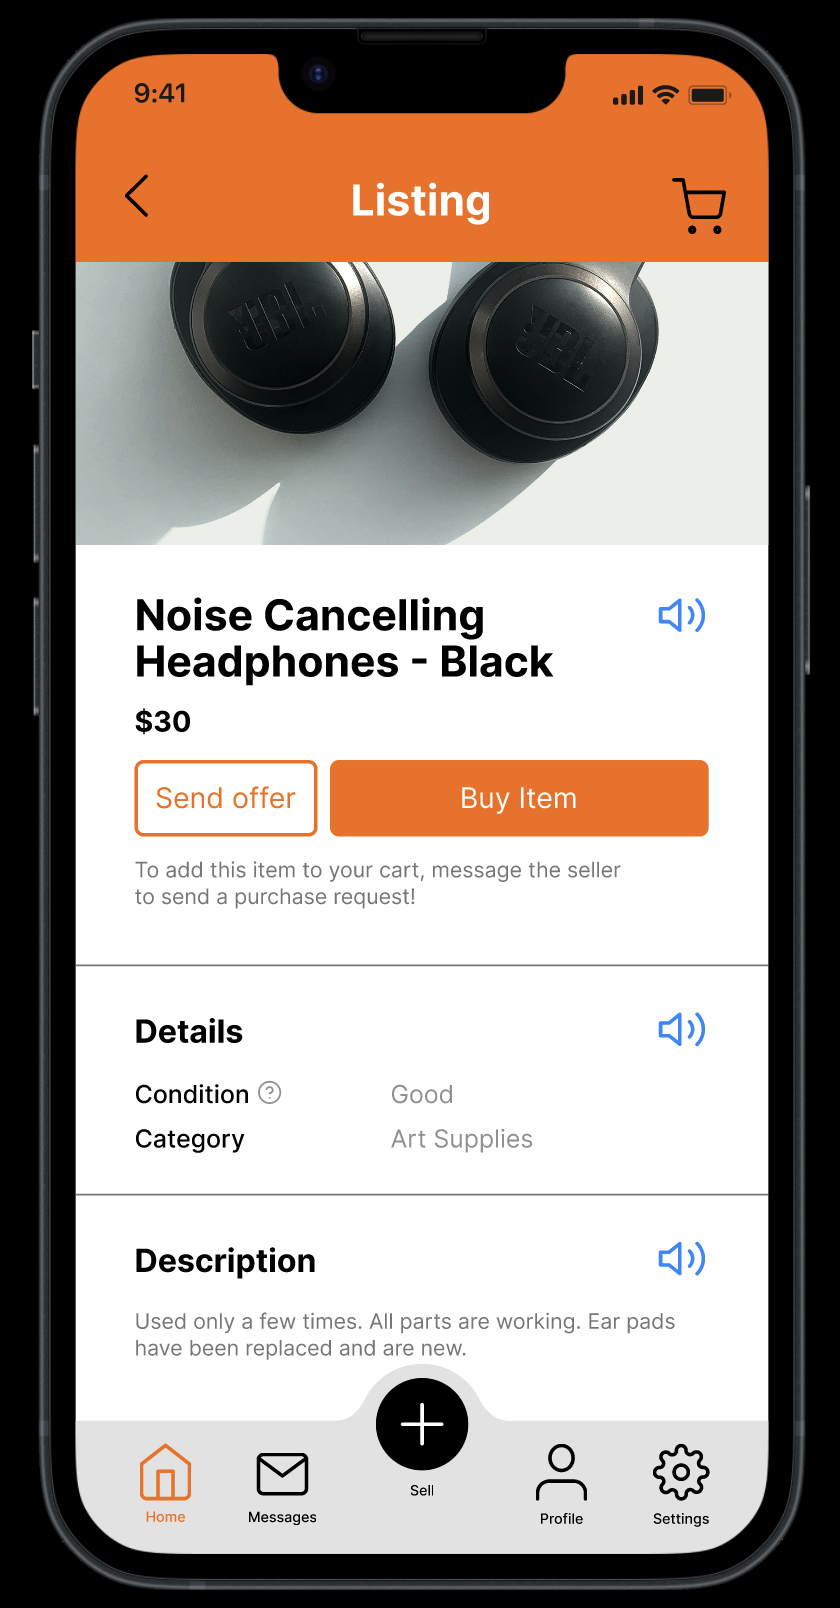 9:41
Listing
JBL
JBL
Noise Cancelling
Headphones - Black
$30
Send offer
Buy Item
To add this item to your cart, message the seller
to send a purchase request!
Details
Condition ?
Good
Category
Art Supplies
Description
Used only a few times. All parts are working. Ear pads
have been replaced and are new.
Home
Messages
Sell
Profile
Settings